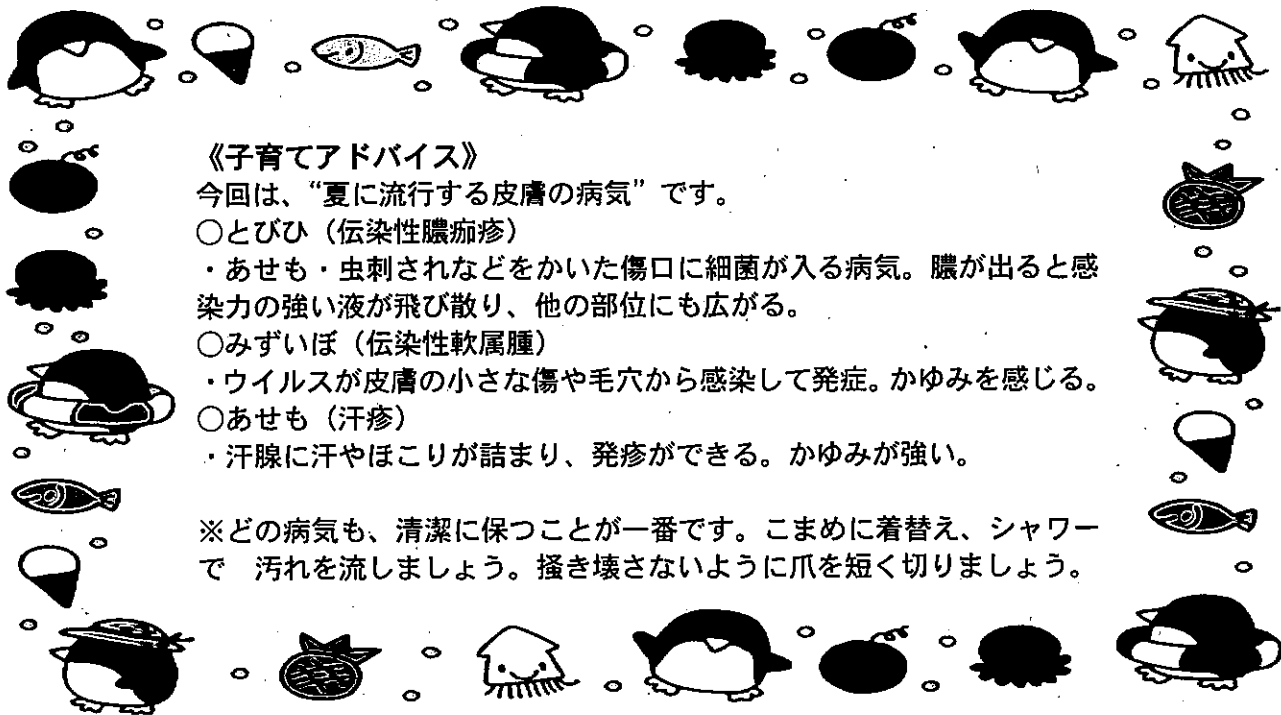 《子育てアドバイス》
今回は、“夏に流行する皮膚の病気”です。
○とびひ（伝染性膿痂疹）
・あせも・虫刺されなどをかいた傷口に細菌が入る病気。膿が出ると感
染力の強い液が飛び散り、他の部位にも広がる。
○みずいぼ（伝染性軟属腫）
・ウイルスが皮膚の小さな傷や毛穴から感染して発症。かゆみを感じる。
○あせも（汗疹）
・汗腺に汗やほこりが詰まり、発疹ができる。かゆみが強い。
※どの病気も、清潔に保つことが一番です。こまめに着替え、シャワー
で　汚れを流しましょう。掻き壊さないように爪を短く切りましょう。